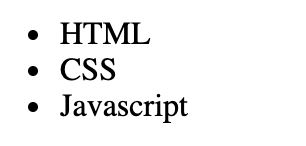 • HTML
• CSS
• Javascript